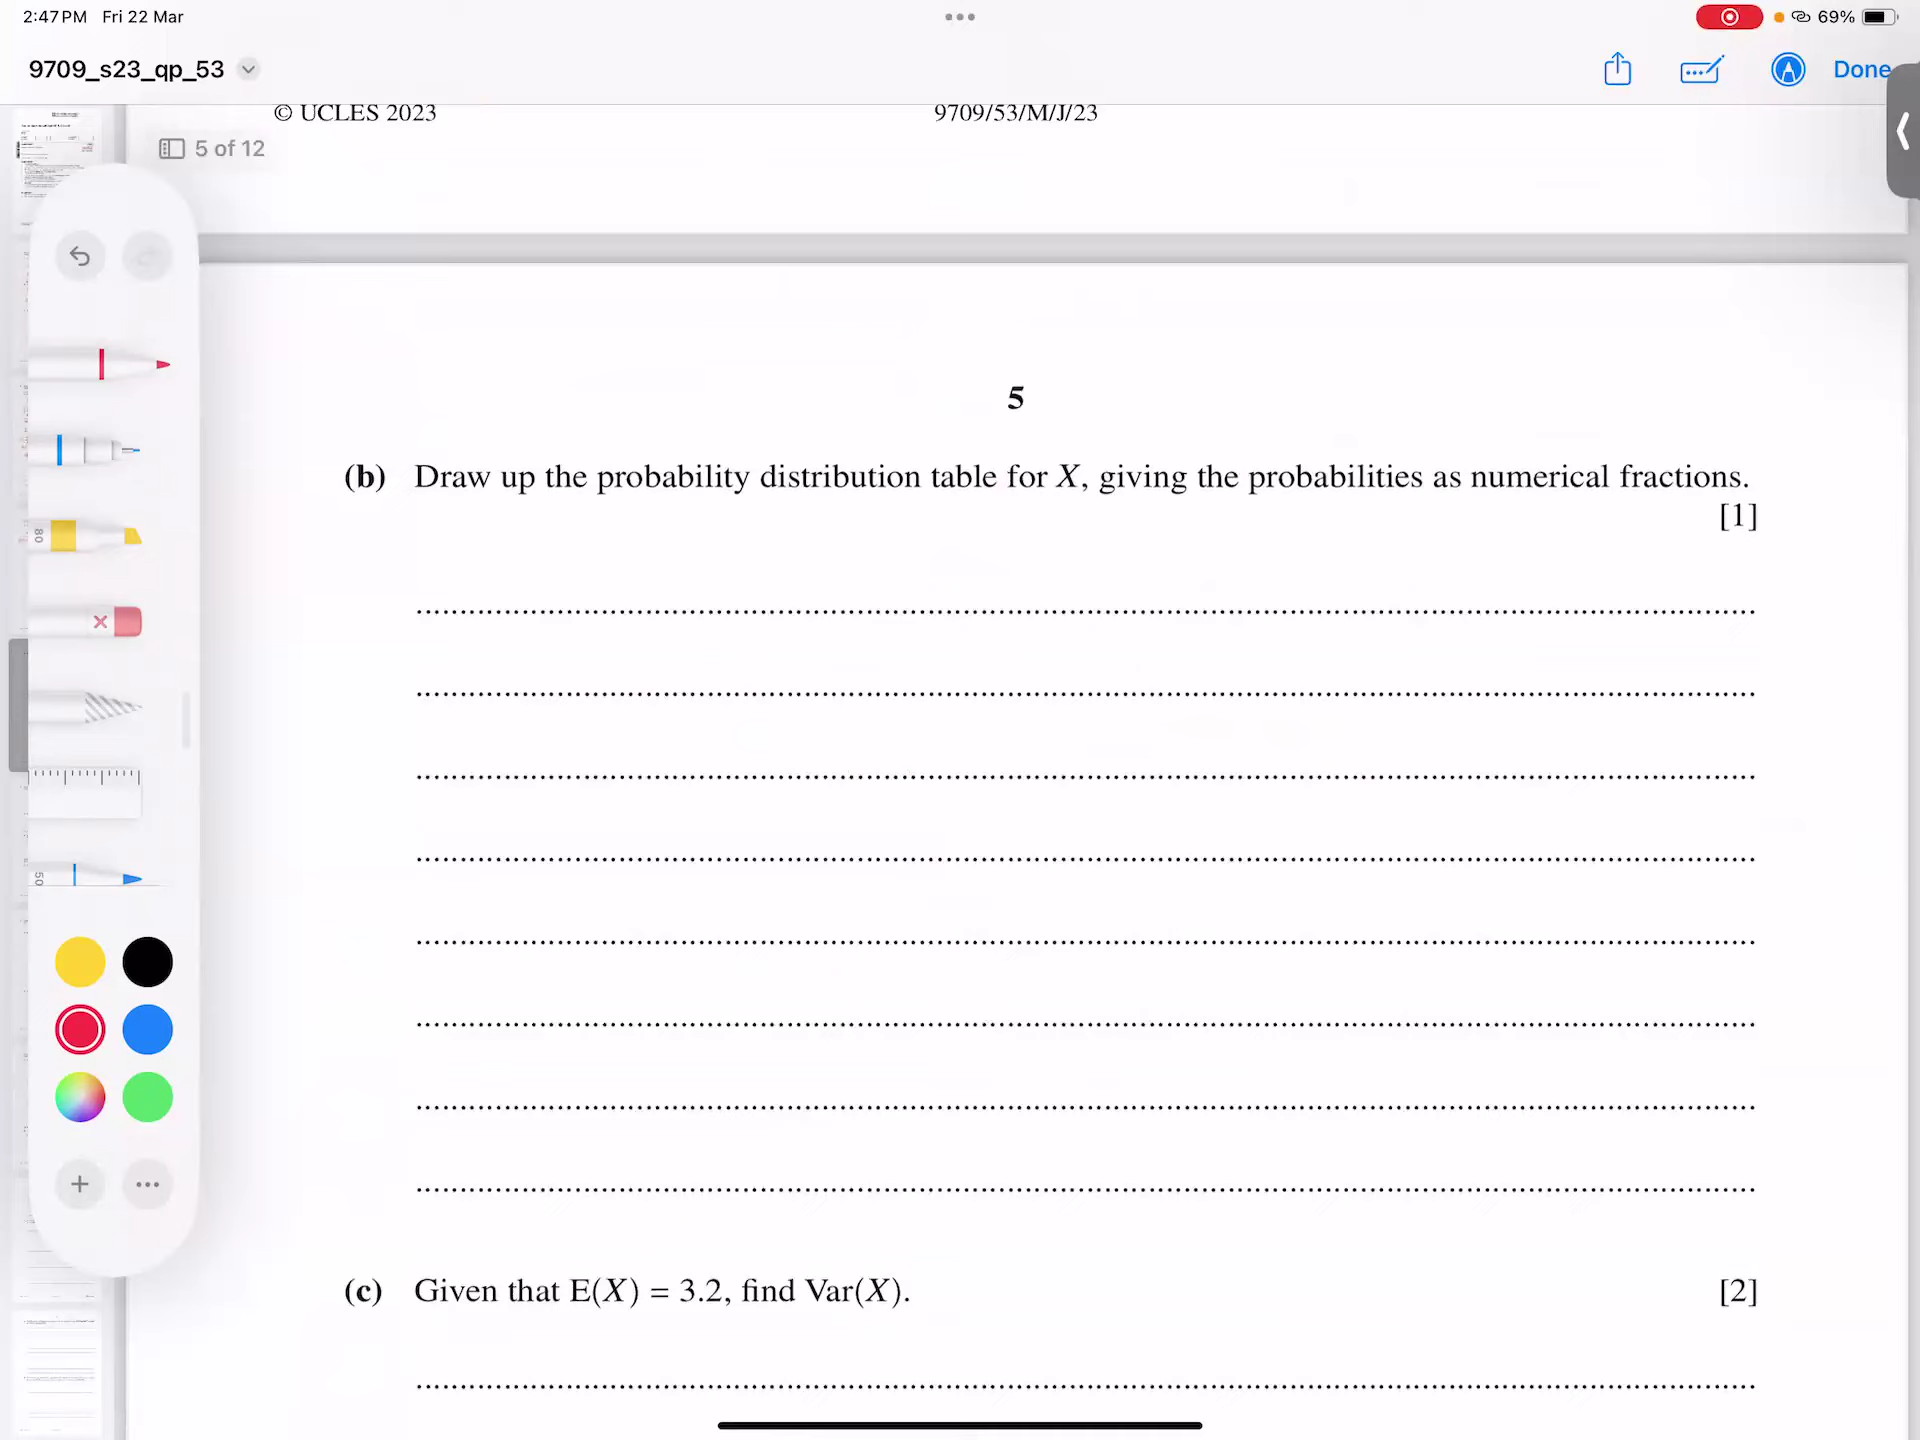 2:47 PM Fri 22 Mar
69%
9709_s23_qp_53
Done
© UCLES 2023
9709/53/M/J/23
5 of 12
5
(b) Draw up the probability distribution table for X, giving the probabilities as numerical fractions.
[1]
80
50
(c) Given that E(X) = 3.2, find Var(X).
[2]